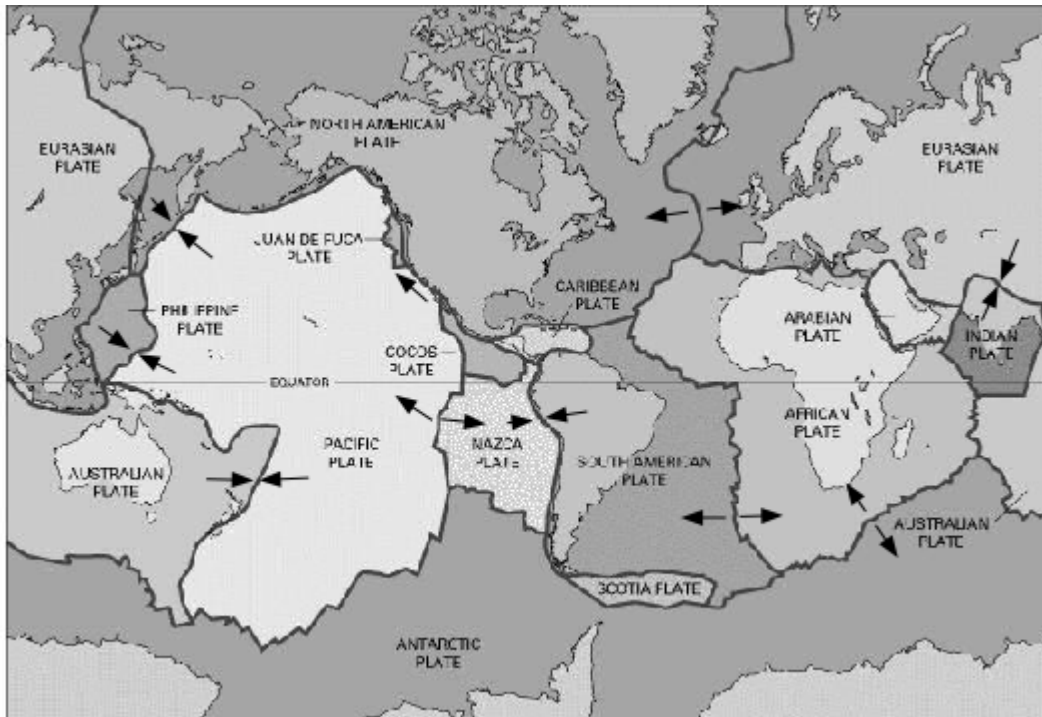 NORTH AMERICAN
PLATE
EURASIAN
PLATE
EURASIAN
PLATE
JUAN DE FUCA
PLATE
CARIBBEAN
PLATE
PHILIPPINE
PLATE
ARABIAN
PLATE
INDIAN
PLATE
COCOS
PLATE
EQUATOR
AFRICAN
PLATE
PACIFIC
PLATE
NAZCA
PLATE
SOUTH AMERICAN
PLATE
AUSTRALIAN
PLATE
AUSTRALIAN
PLATE
SCOTIA PLATE
ANTARCTIC
PLATE